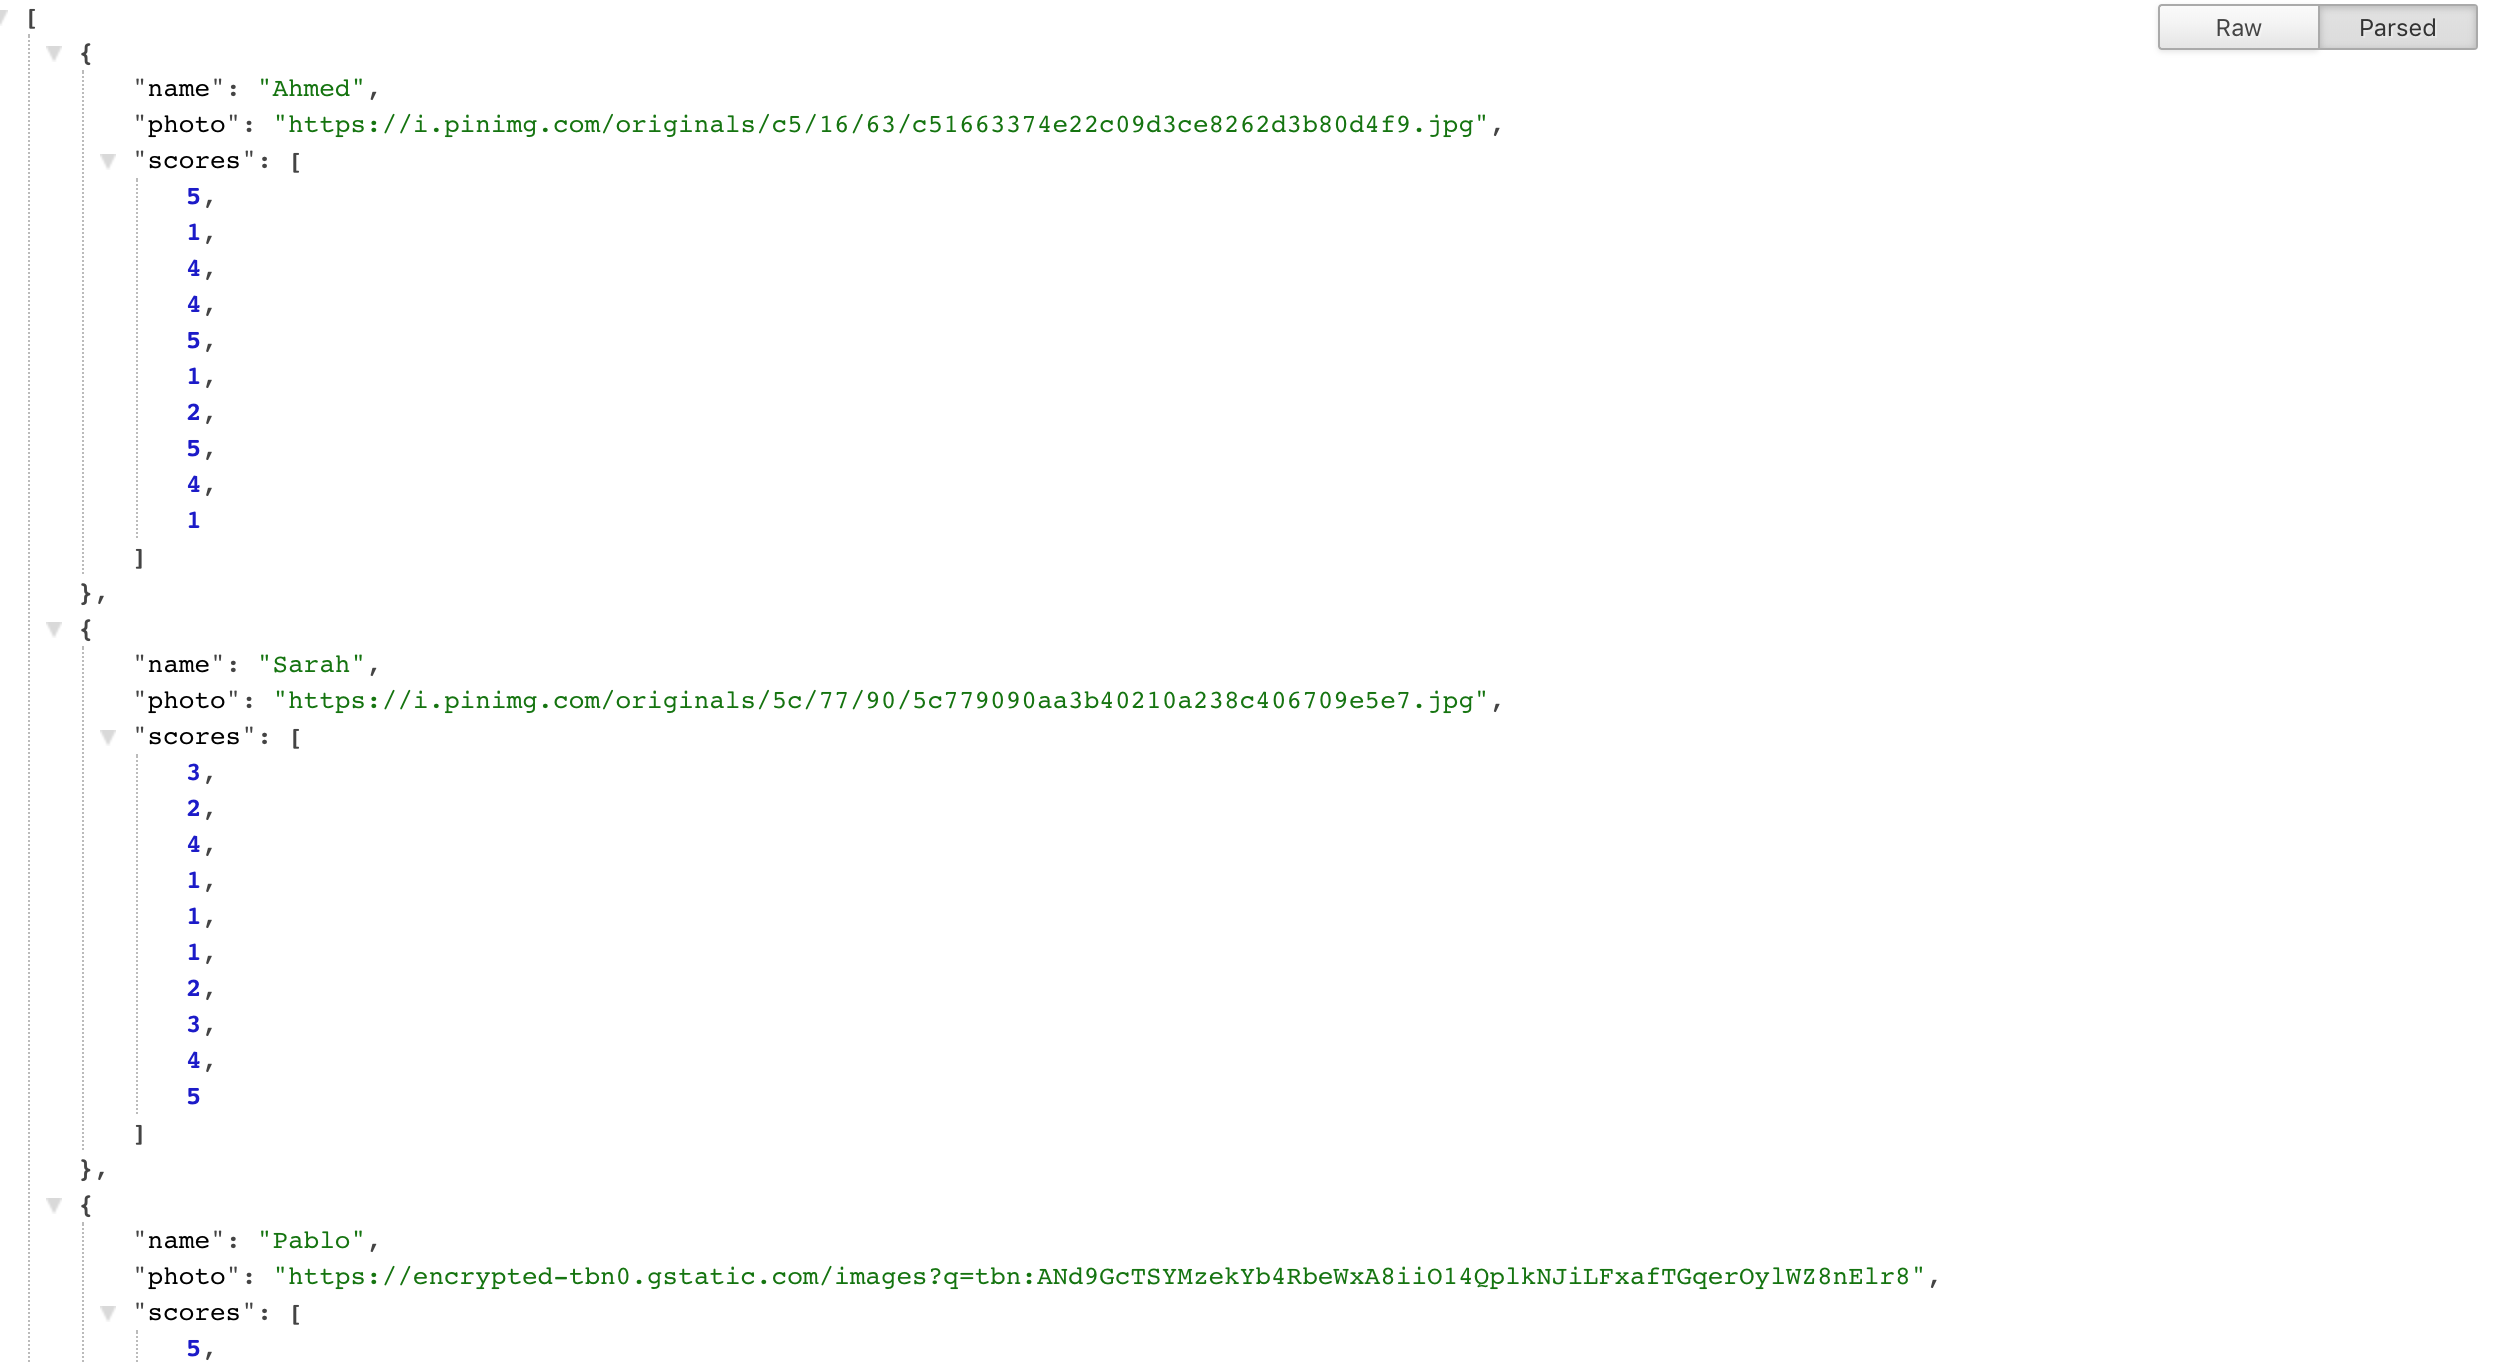 [
Raw Parsed
{
"name": "Ahmed",
"photo": "https://i.pinimg.com/originals/c5/16/63/c51663374e22c09d3ce8262d3b80d4f9.jpg",
"scores": [
5,
1,
4,
4,
5,
1,
2,
5,
4,
1
]
},
{
"name": "Sarah",
"photo": "https://i.pinimg.com/originals/5c/77/90/5c779090aa3b40210a238c406709e5e7.jpg",
"scores": [
3,
2,
4,
1,
1,
1,
2,
3,
4,
5
]
},
{
"name": "Pablo",
"photo": "https://encrypted-tbn0.gstatic.com/images?q=tbn:ANd9GcTSYMzekYb4RbeWxA8iiO14QplkNJiLFxafTGqerOylWZ8nElr8",
"scores": [
5,